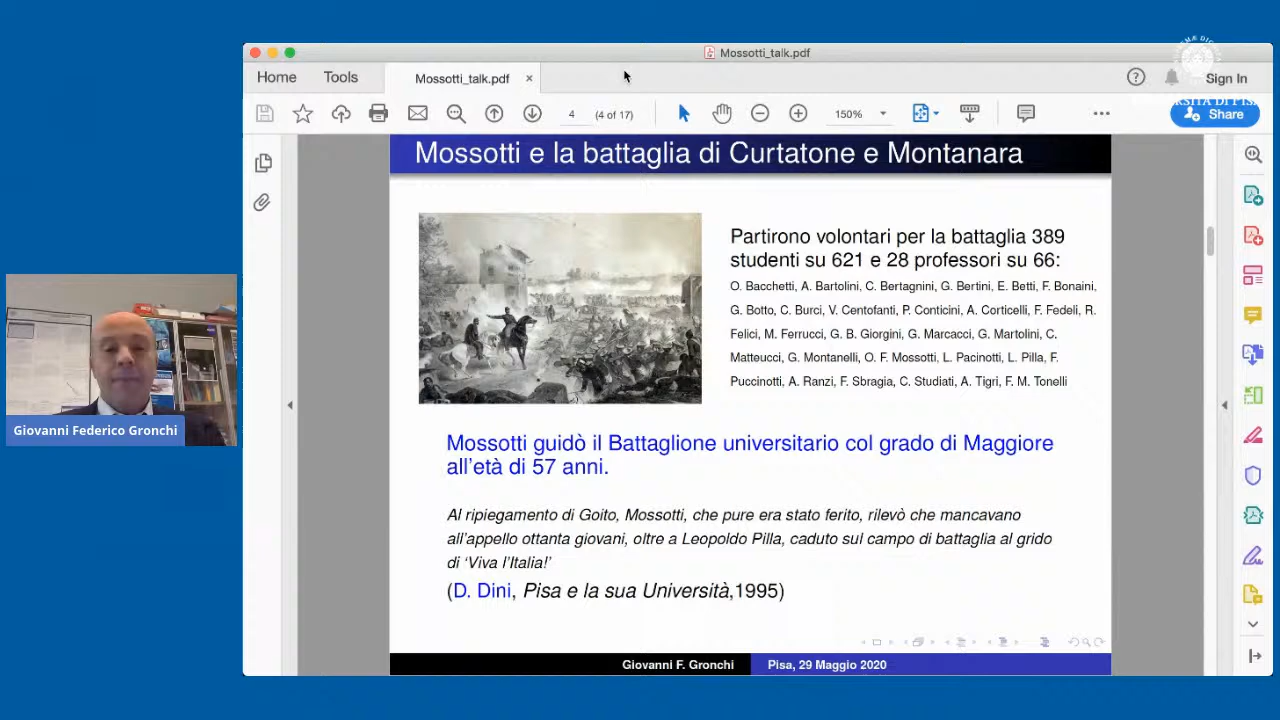 Mossotti_talk.pdf
Home
Tools
Mossotti_talk.pdf
×
Sign In
4
(4 of 17)
150%
Share
Mossotti e la battaglia di Curtatone e Montanara
Partirono volontari per la battaglia 389
studenti su 621 e 28 professori su 66:
O. Bacchetti, A. Bartolini, C. Bertagnini, G. Bertini, E. Betti, F. Bonaini,
G. Botto, C. Burci, V. Centofanti, P. Conticini, A. Corticelli, F. Fedeli, R.
Felici, M. Ferrucci, G. B. Giorgini, G. Marcacci, G. Martolini, C.
Matteucci, G. Montanelli, O. F. Mossotti, L. Pacinotti, L. Pilla, F.
Puccinotti, A. Ranzi, F. Sbragia, C. Studiati, A. Tigri, F. M. Tonelli
Mossotti guidò il Battaglione universitario col grado di Maggiore
all'età di 57 anni.
Al ripiegamento di Goito, Mossotti, che pure era stato ferito, rilevò che mancavano
all'appello ottanta giovani, oltre a Leopoldo Pilla, caduto sul campo di battaglia al grido
di 'Viva l'Italia!'
(D. Dini, Pisa e la sua Università,1995)
Giovanni F. Gronchi
Pisa, 29 Maggio 2020
Giovanni Federico Gronchi